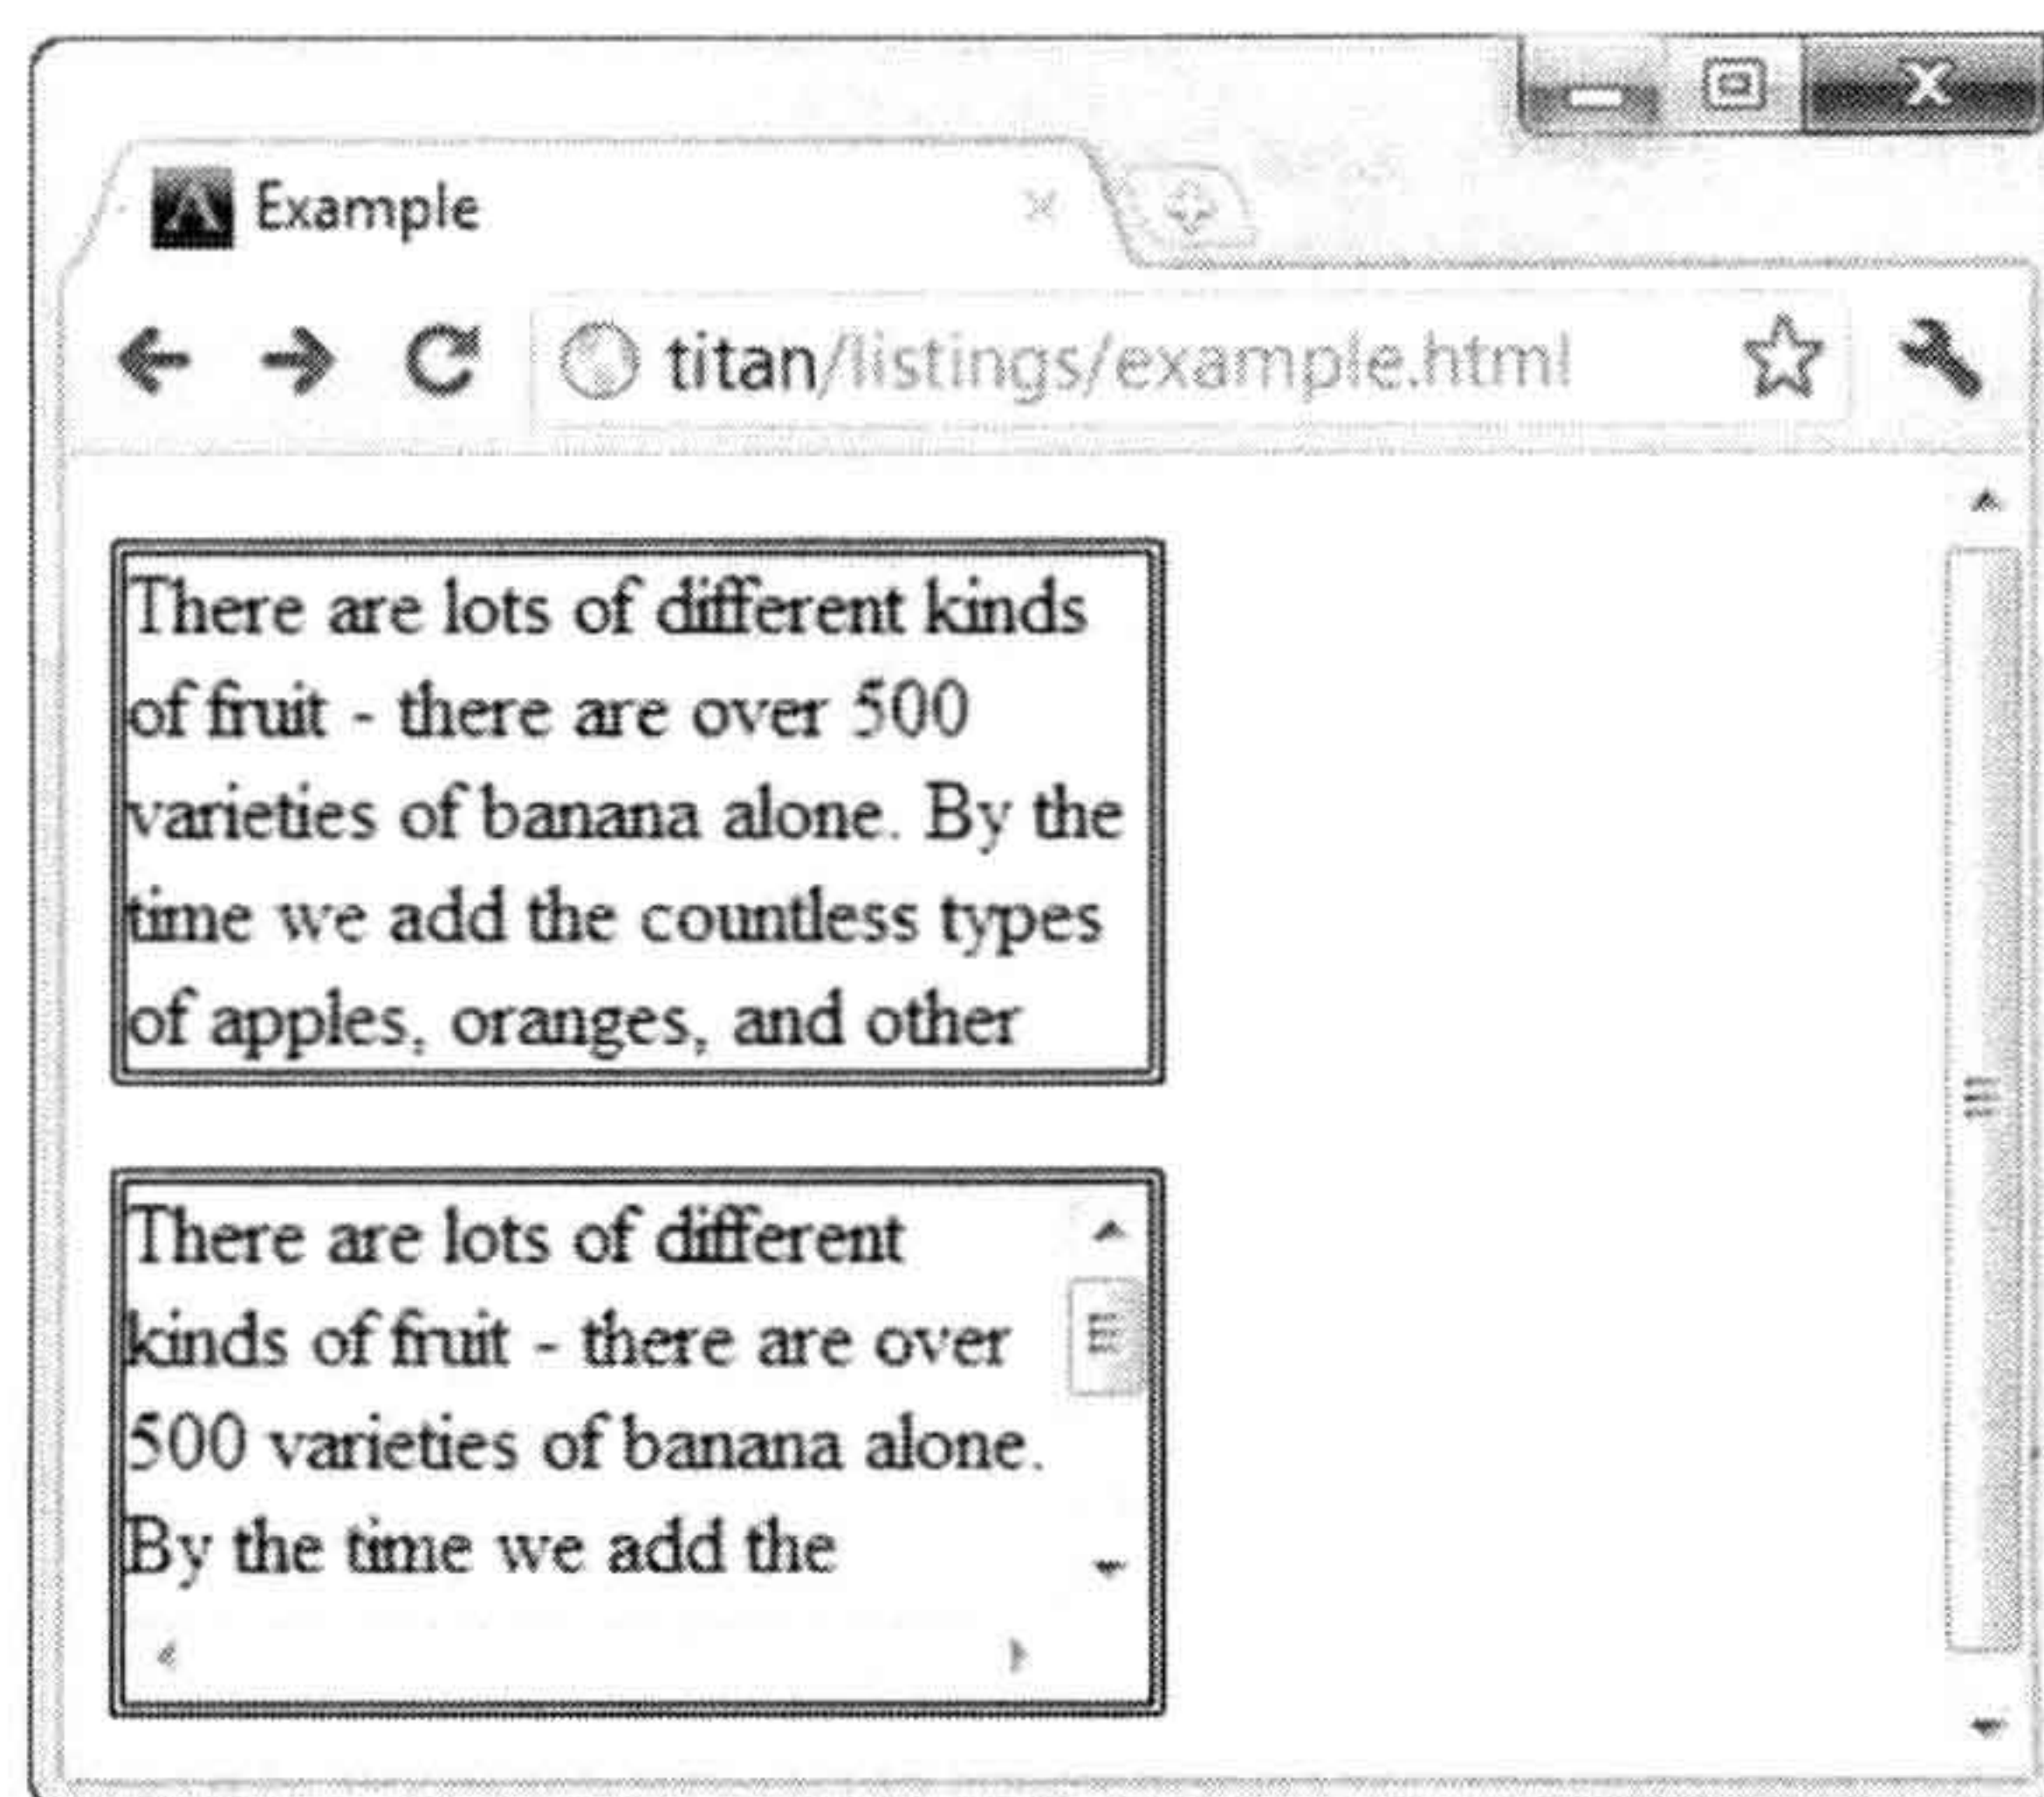 Example
titan/listings/example.html
There are lots of different kinds
of fruit - there are over 500
varieties of banana alone. By the
time we add the countless types
of apples, oranges, and other
There are lots of different
kinds of fruit - there are over
500 varieties of banana alone.
By the time we add the